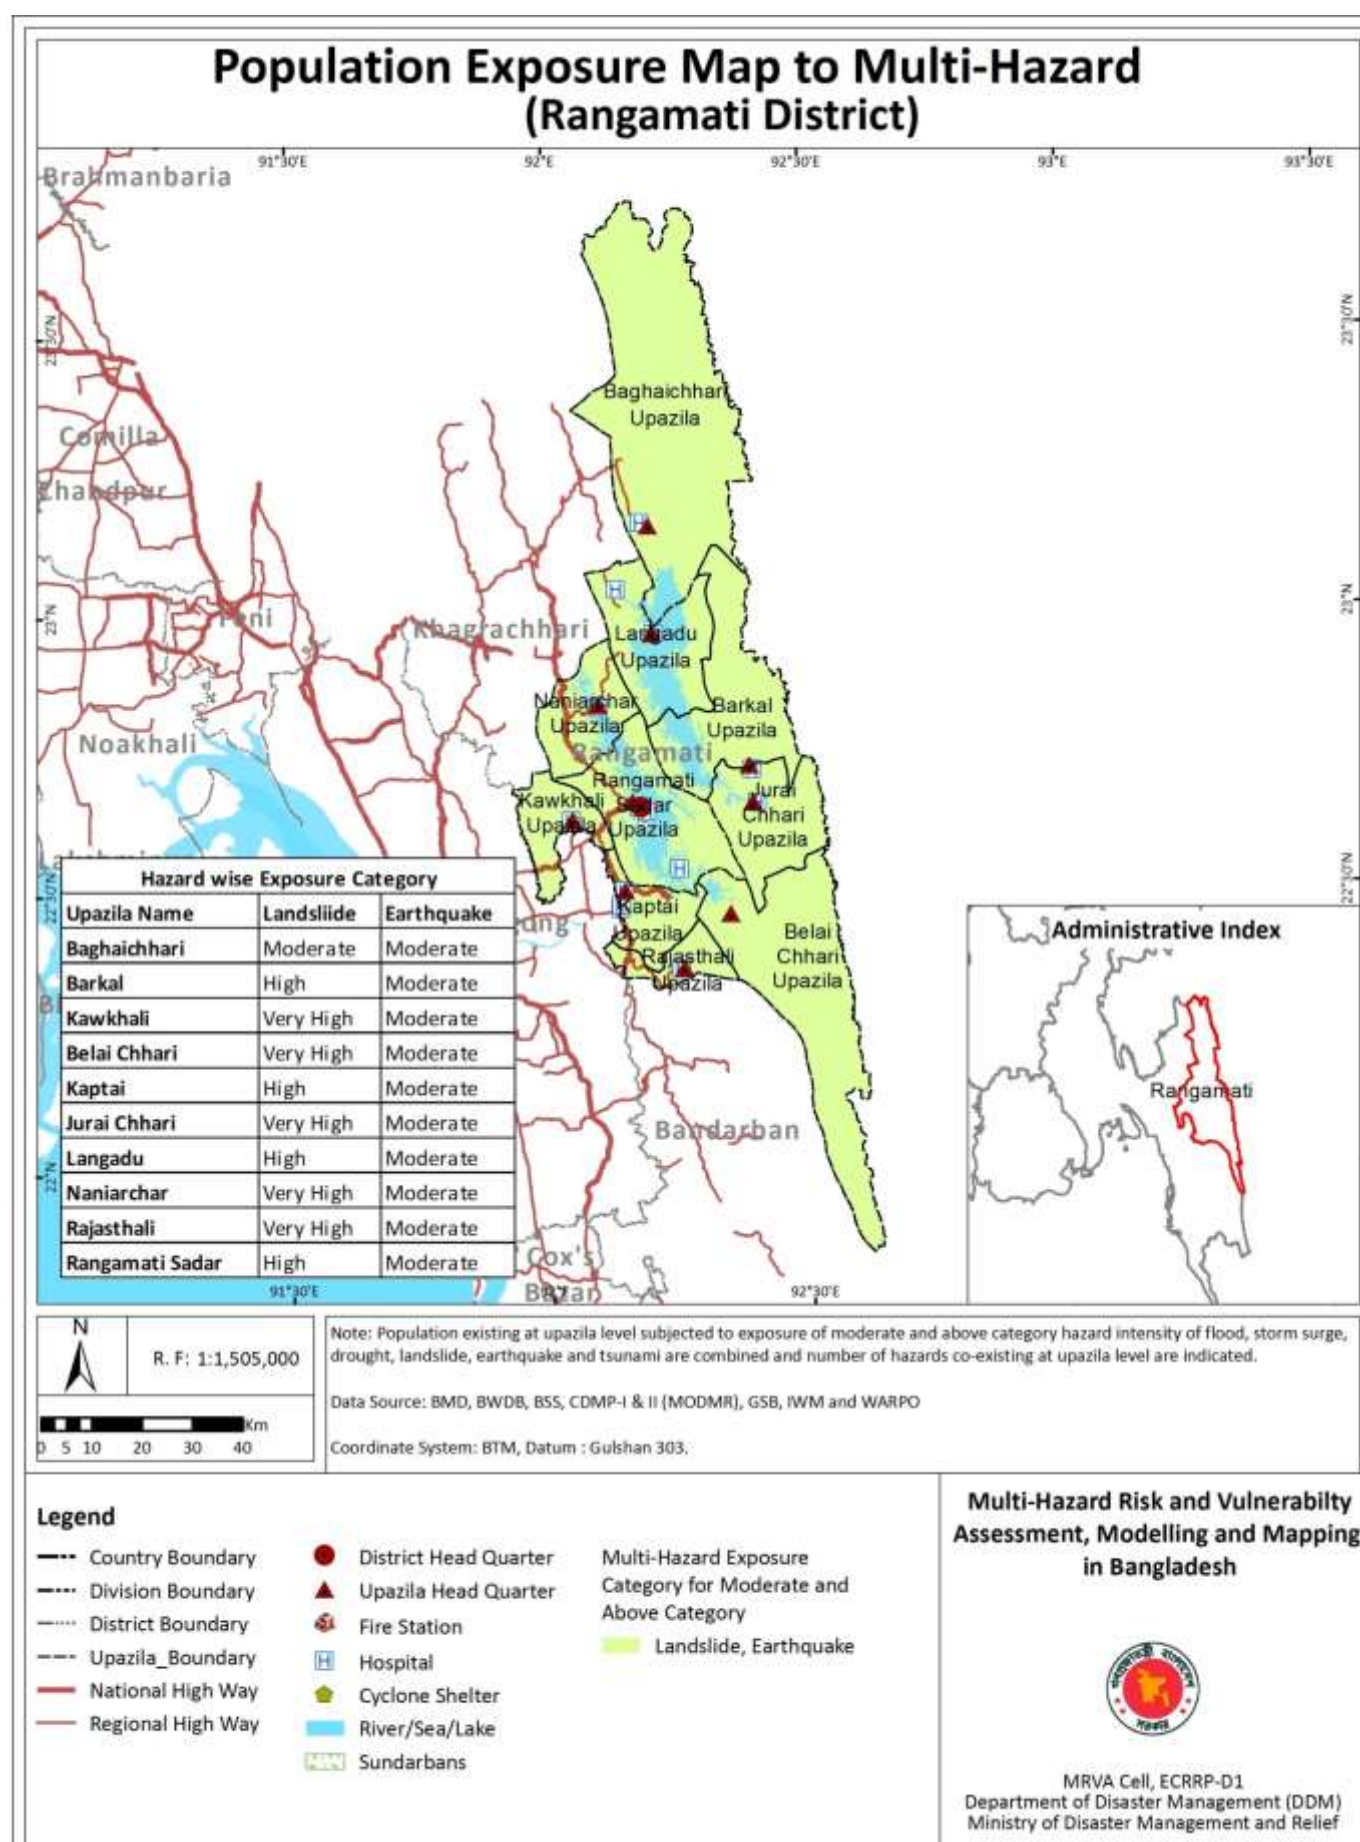 Population Exposure Map to Multi-Hazard
(Rangamati District)
91°30'E
92°E
92°30'E
93°E
93°30'E
Brahmanbaria
23°30'N
23°30'N
Baghaichhari
Upazila
Comilla
Chandpur
23°N
23°N
Feni
Khagrachhari
Langadu
Upazila
Naniarchar
Upazila
Barkal
Upazila
Noakhali
Rangamati
Rangamati
Sadar
Upazila
Kawkhali
Upazila
Jurai
Chhari
Upazila
22°30'N
22°30'N
Kaptai
Upazila
Belai
Chhari
Upazila
Rajasthali
Upazila
Hazard wise Exposure Category
Upazila Name Landsliide Earthquake
Baghaichhari Moderate Moderate
Barkal High Moderate
Kawkhali Very High Moderate
Belai Chhari Very High Moderate
Kaptai High Moderate
Jurai Chhari Very High Moderate
Langadu High Moderate
Naniarchar Very High Moderate
Rajasthali Very High Moderate
Rangamati Sadar High Moderate
22°N
Bandarban
Cox's
Bazar
91°30'E
92°30'E
Administrative Index
Rangamati
N
R. F: 1:1,505,000
Km
0 5 10 20 30 40
Note: Population existing at upazila level subjected to exposure of moderate and above category hazard intensity of flood, storm surge,
drought, landslide, earthquake and tsunami are combined and number of hazards co-existing at upazila level are indicated.
Data Source: BMD, BWDB, BSS, CDMP-I & II (MODMR), GSB, IWM and WARPO
Coordinate System: BTM, Datum : Gulshan 303.
Legend
Country Boundary
Division Boundary
District Boundary
Upazila_Boundary
National High Way
Regional High Way
District Head Quarter
Upazila Head Quarter
Fire Station
H Hospital
Cyclone Shelter
River/Sea/Lake
Sundarbans
Multi-Hazard Exposure
Category for Moderate and
Above Category
Landslide, Earthquake
Multi-Hazard Risk and Vulnerabilty
Assessment, Modelling and Mapping
in Bangladesh
MRVA Cell, ECRRP-D1
Department of Disaster Management (DDM)
Ministry of Disaster Management and Relief